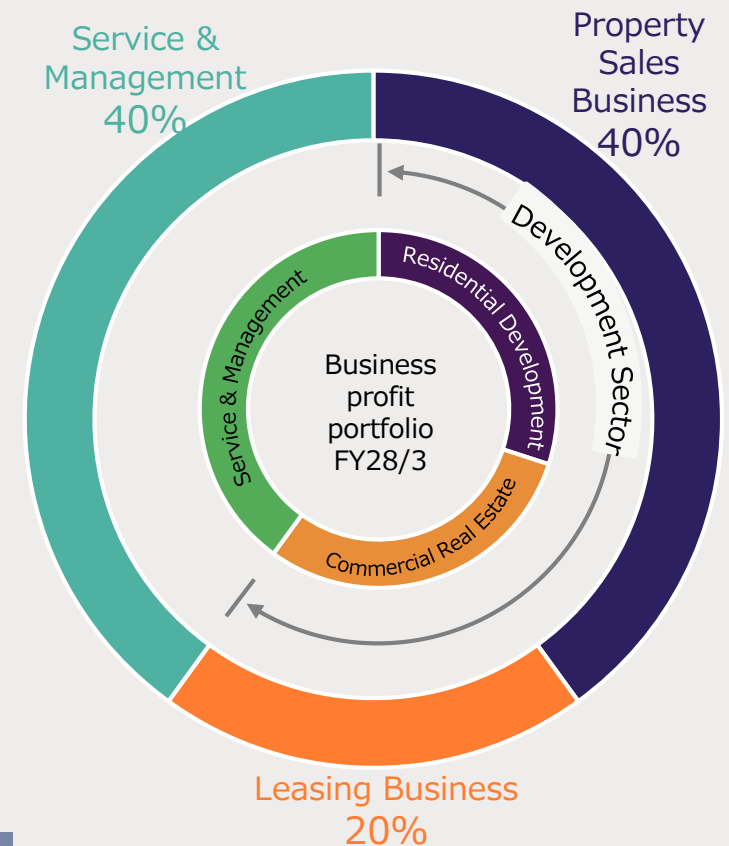 Service &
Management
40%
Property
Sales
Business
40%
Development Sector
Residential Development
Service & Management
Business
profit
portfolio
FY28/3
Commercial Real Estate
Leasing Business
20%